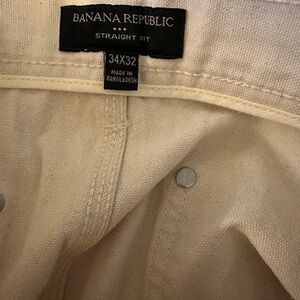 BANANA REPUBLIC
STRAIGHT FIT
34X32
MADE IN
BANGLADESH